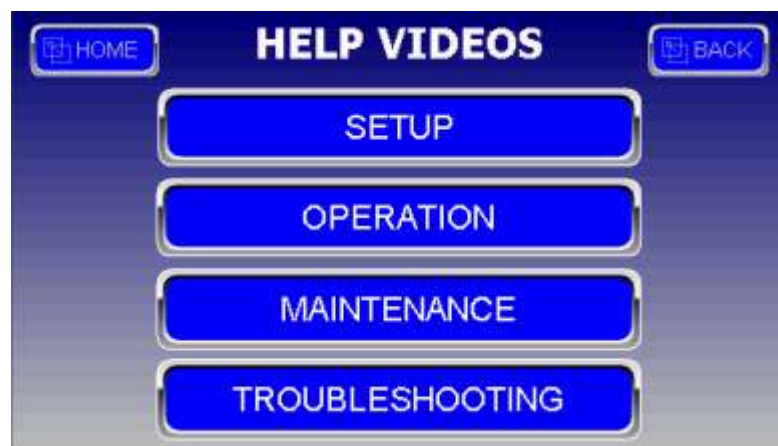 HOME HELP VIDEOS BACK
SETUP
OPERATION
MAINTENANCE
TROUBLESHOOTING